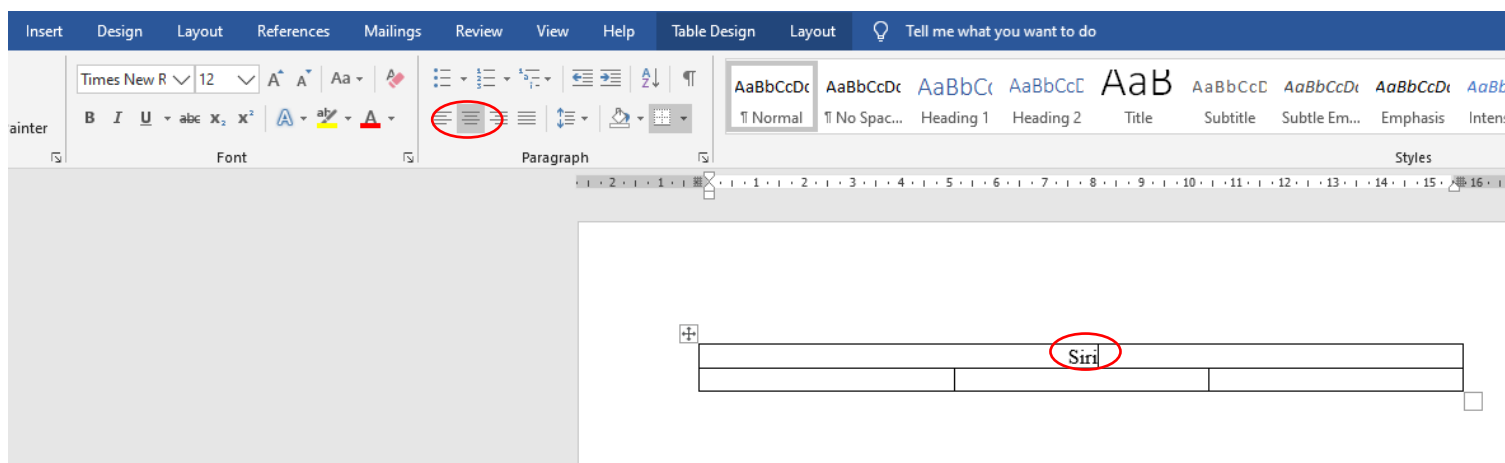 Insert Design Layout References Mailings Review View Help Table Design Layout Tell me what you want to do
Times New R 12 A A Aa A Z ¶
ainter B I U abc X₂ X² A aby A
AaBbCcDc AaBbCcDc AaBbCc AaBbCcE AaB AaBbCcD AaBbCcDc AaBbCcDc AaBb
¶ Normal ¶ No Spac... Heading 1 Heading 2 Title Subtitle Subtle Em... Emphasis Intens
Font Paragraph Styles
2 1 1 2 3 4 5 6 7 8 9 10 11 12 13 14 15 16
Siri